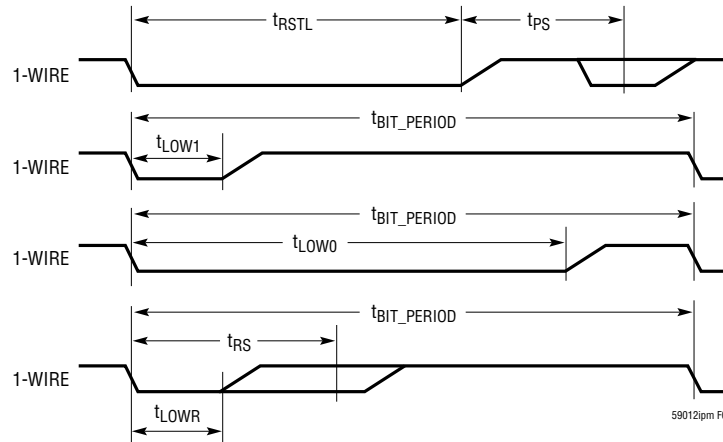 tRSTL
tPS
1-WIRE
tBIT_PERIOD
tLOW1
1-WIRE
tBIT_PERIOD
tLOW0
1-WIRE
tBIT_PERIOD
tRS
1-WIRE
tLOWR
59012ipm